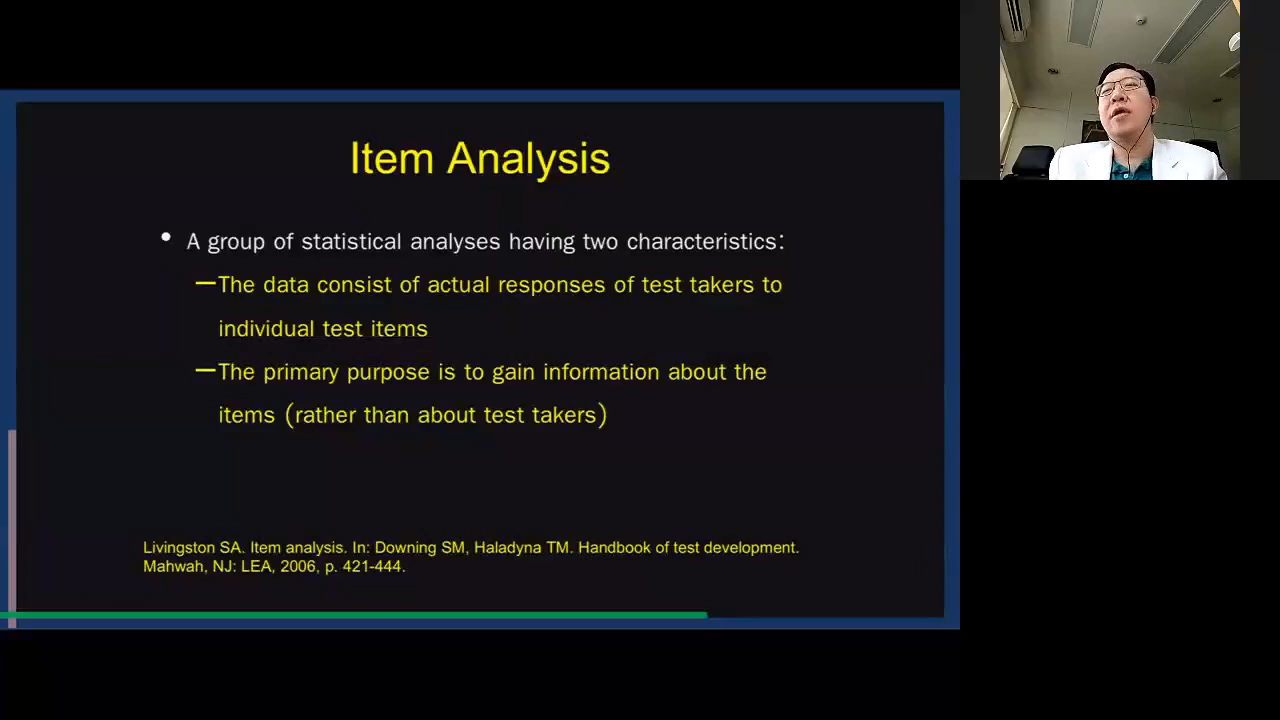 Item Analysis
• A group of statistical analyses having two characteristics:
—The data consist of actual responses of test takers to
individual test items
—The primary purpose is to gain information about the
items (rather than about test takers)
Livingston SA. Item analysis. In: Downing SM, Haladyna TM. Handbook of test development.
Mahwah, NJ: LEA, 2006, p. 421-444.